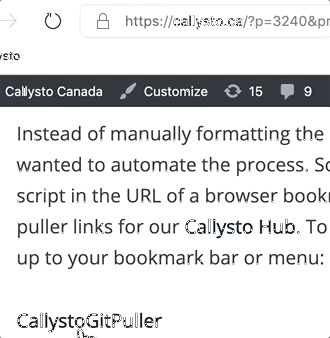 https://callysto.ca/?p=3240&pr
ysto
Callysto Canada Customize 15 9
Instead of manually formatting the
wanted to automate the process. Sc
script in the URL of a browser bookr
puller links for our Callysto Hub. To
up to your bookmark bar or menu:
CallystoGitPuller